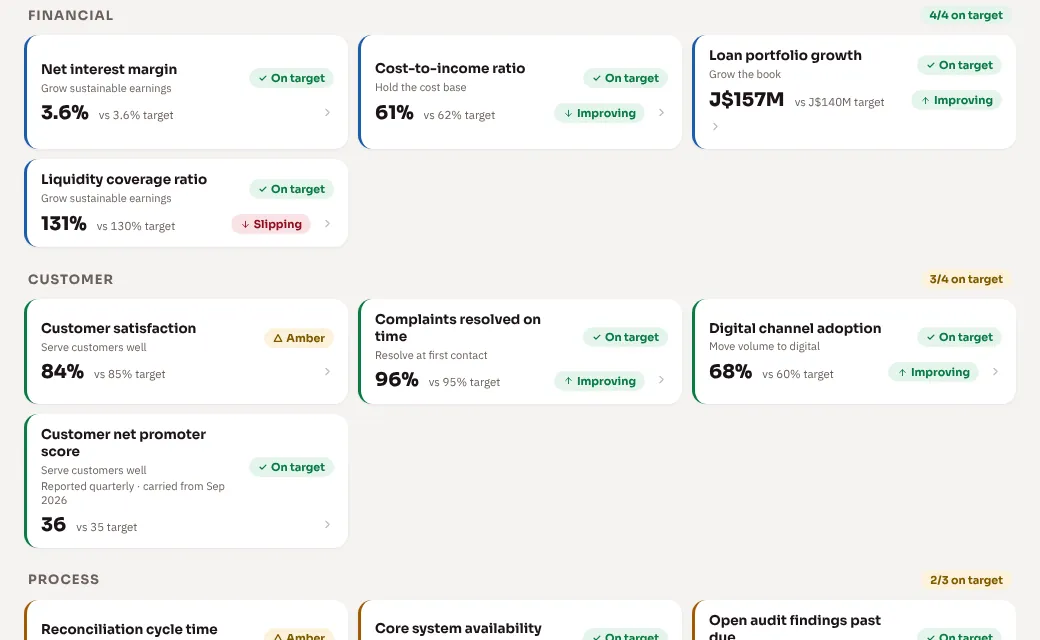 FINANCIAL
4/4 on target
Net interest margin
Grow sustainable earnings
✓ On target
3.6% vs 3.6% target
Cost-to-income ratio
Hold the cost base
✓ On target
61% vs 62% target
↓ Improving
Loan portfolio growth
Grow the book
✓ On target
J$157M vs J$140M target
↑ Improving
Liquidity coverage ratio
Grow sustainable earnings
✓ On target
131% vs 130% target
↓ Slipping
CUSTOMER
3/4 on target
Customer satisfaction
Serve customers well
△ Amber
84% vs 85% target
Complaints resolved on
time
Resolve at first contact
✓ On target
96% vs 95% target
↑ Improving
Digital channel adoption
Move volume to digital
✓ On target
68% vs 60% target
↑ Improving
Customer net promoter
score
Serve customers well
Reported quarterly · carried from Sep
2026
✓ On target
36 vs 35 target
PROCESS
2/3 on target
Reconciliation cycle time
△ Amber
Core system availability
✓ On target
Open audit findings past
due
✓ On target